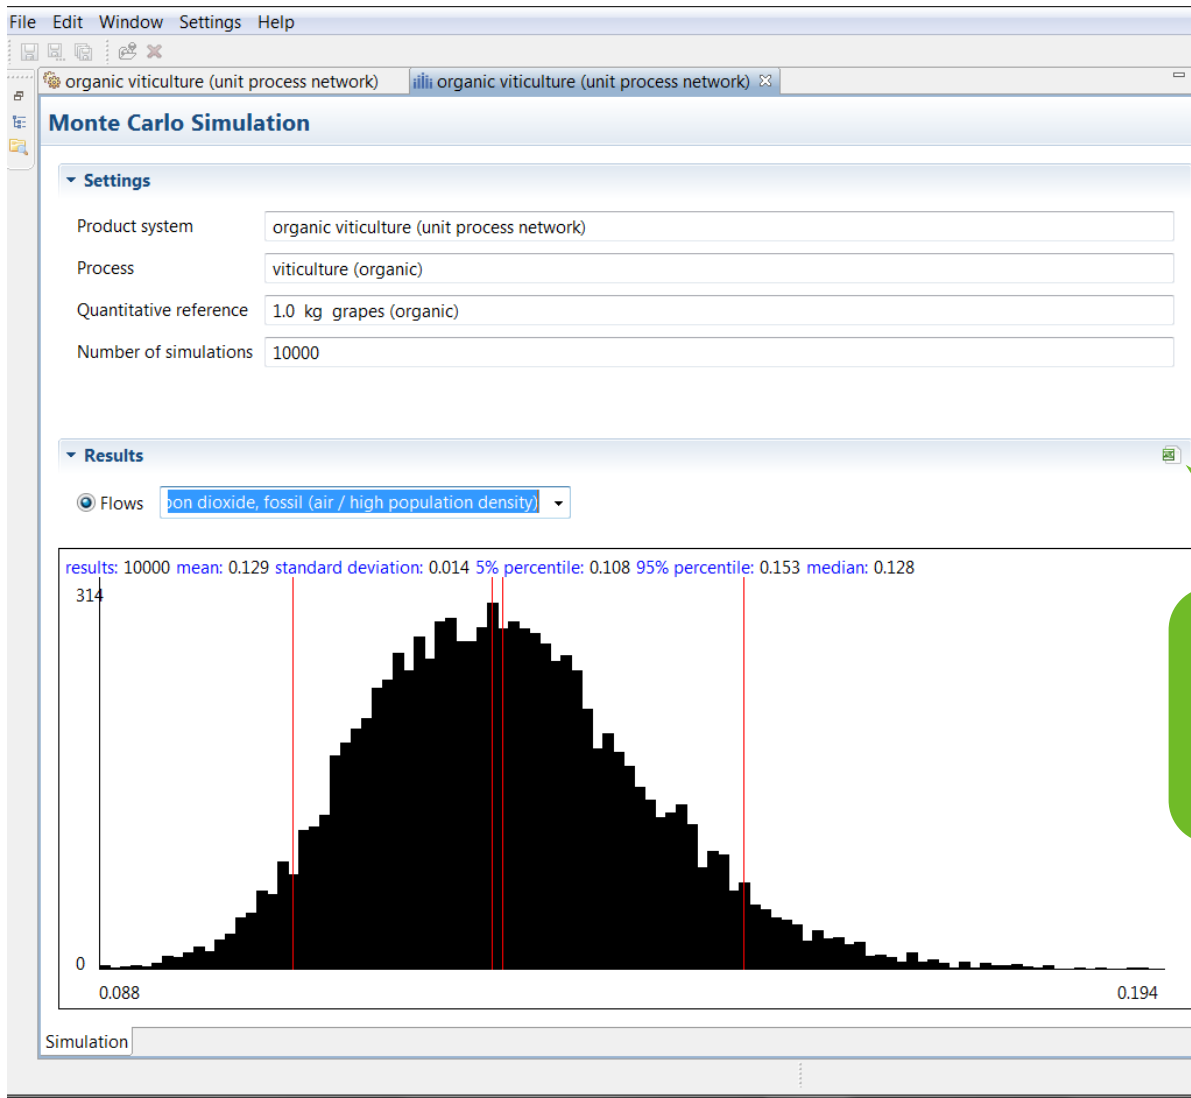 File Edit Window Settings Help
organic viticulture (unit process network) organic viticulture (unit process network)
Monte Carlo Simulation
Settings
Product system organic viticulture (unit process network)
Process viticulture (organic)
Quantitative reference 1.0 kg grapes (organic)
Number of simulations 10000
Results
Flows bon dioxide, fossil (air / high population density)
results: 10000 mean: 0.129 standard deviation: 0.014 5% percentile: 0.108 95% percentile: 0.153 median: 0.128
314
0
0.088 0.194
Simulation